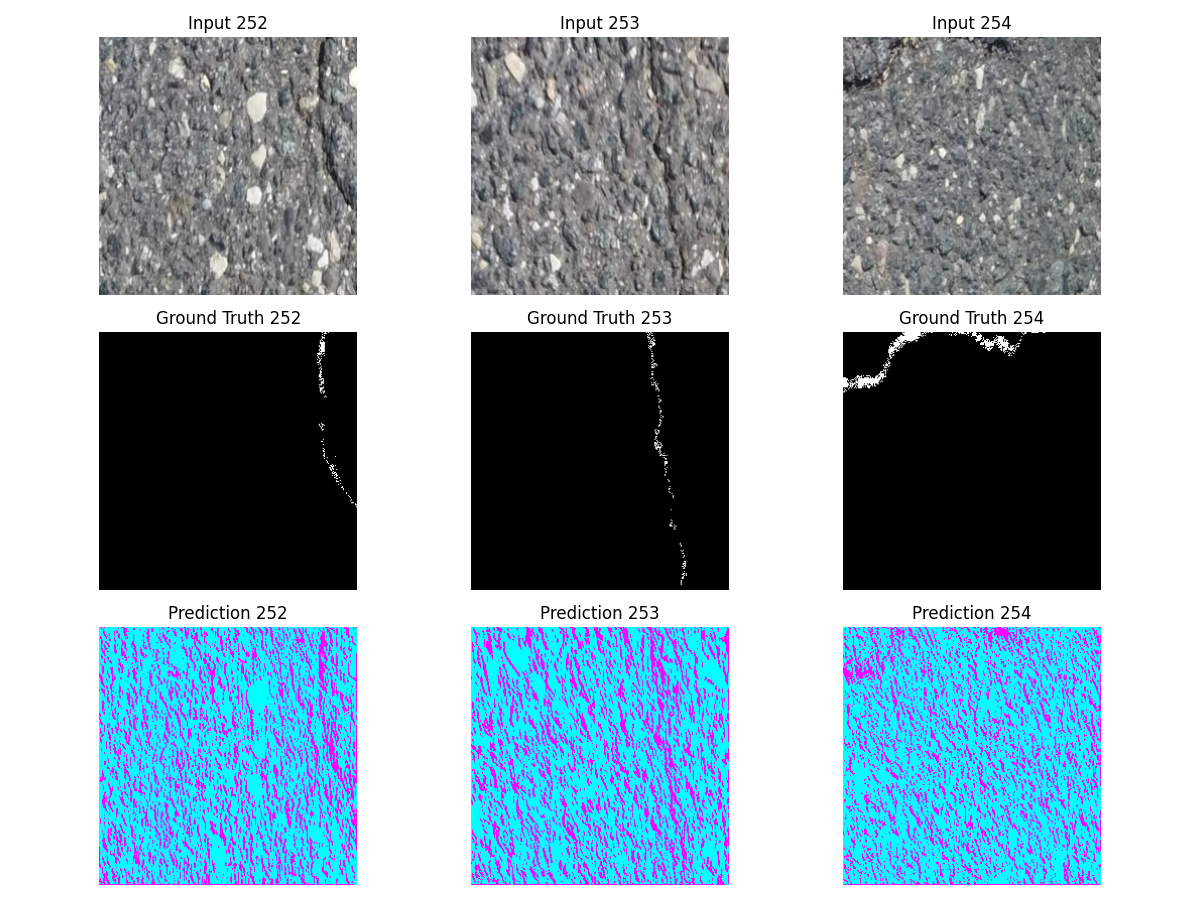 Input 252
Input 253
Input 254
Ground Truth 252
Ground Truth 253
Ground Truth 254
Prediction 252
Prediction 253
Prediction 254